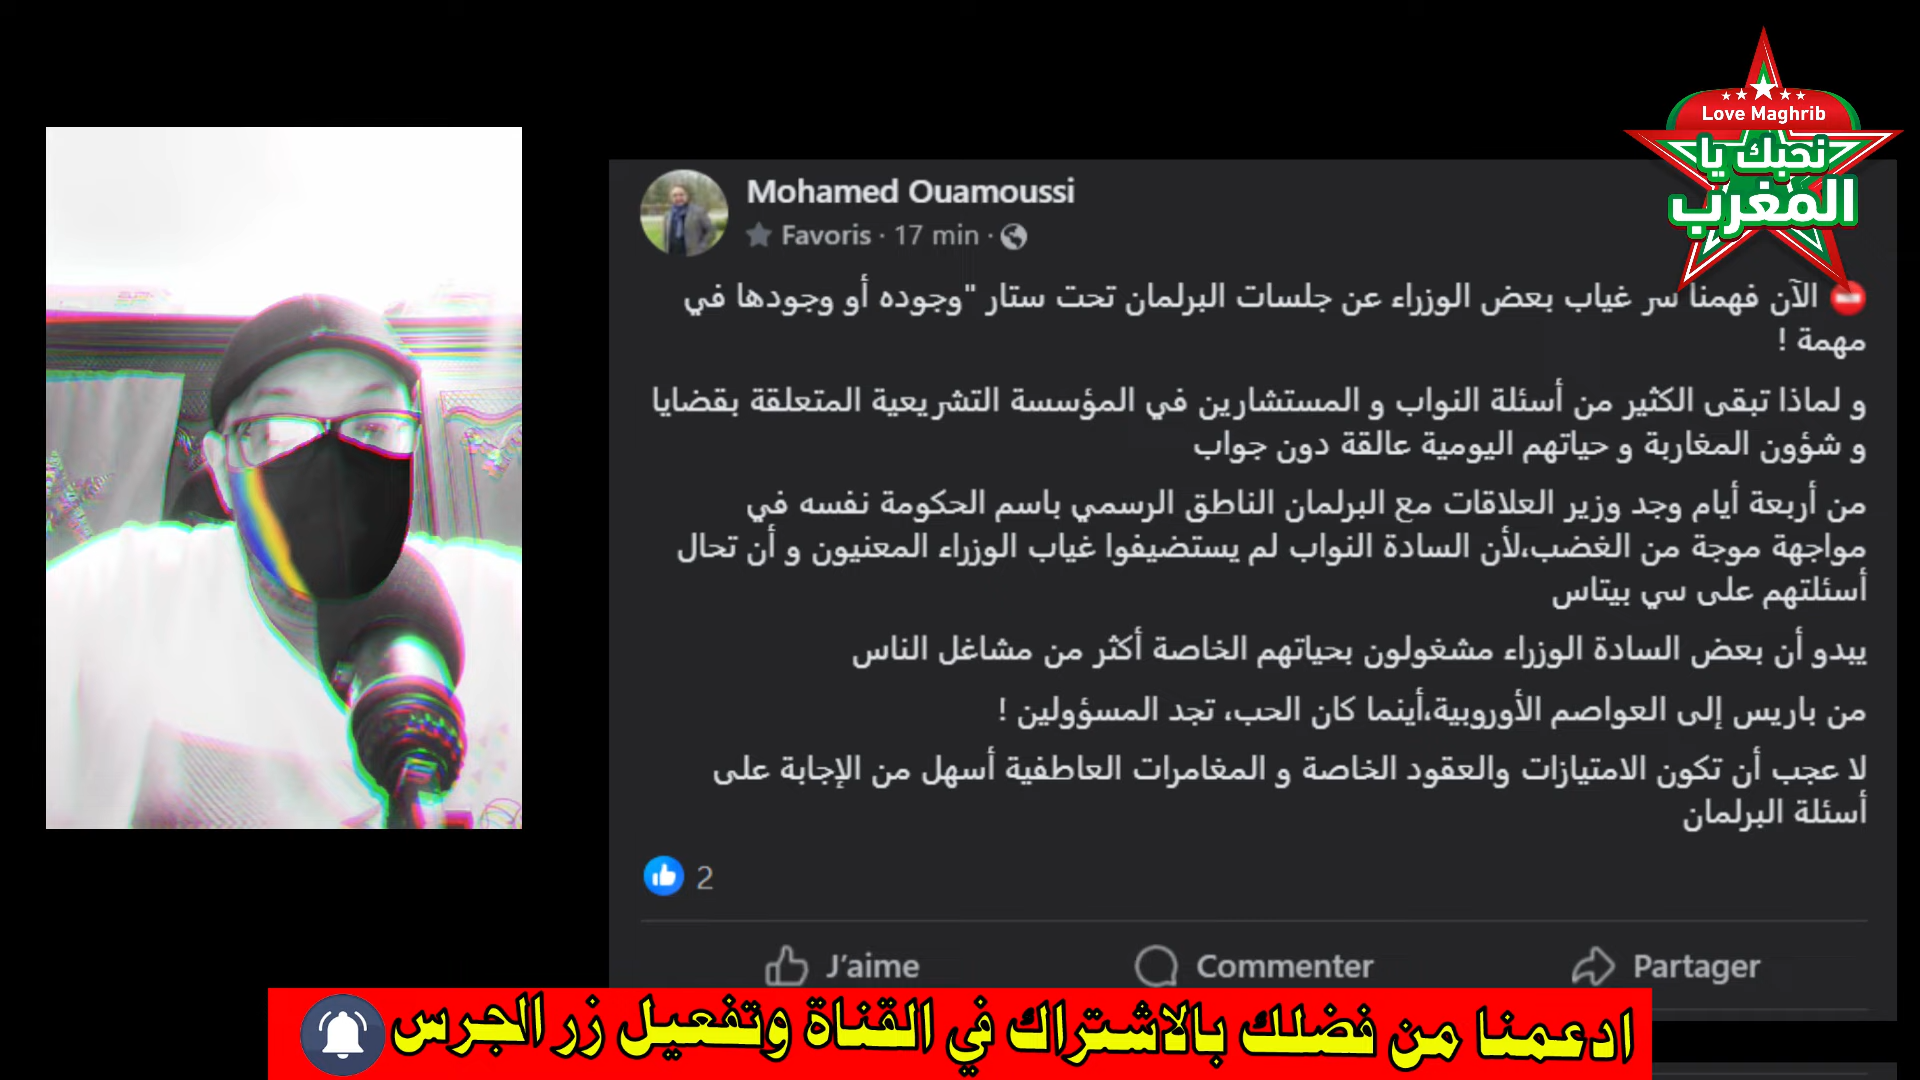 Love Maghrib
نحبك يا
المغرب
Mohamed Ouamoussi
Favoris · 17 min ·
الآن فهمنا سر غياب بعض الوزراء عن جلسات البرلمان تحت ستار "وجوده أو وجودها في
مهمة !
و لماذا تبقى الكثير من أسئلة النواب و المستشارين في المؤسسة التشريعية المتعلقة بقضايا
و شؤون المغاربة و حياتهم اليومية عالقة دون جواب
من أربعة أيام وجد وزير العلاقات مع البرلمان الناطق الرسمي باسم الحكومة نفسه في
مواجهة موجة من الغضب،لأن السادة النواب لم يستضيفوا غياب الوزراء المعنيون و أن تحال
أسئلتهم على سي بيتاس
يبدو أن بعض السادة الوزراء مشغولون بحياتهم الخاصة أكثر من مشاغل الناس
من باريس إلى العواصم الأوروبية،أينما كان الحب، تجد المسؤولين !
لا عجب أن تكون الامتيازات والعقود الخاصة و المغامرات العاطفية أسهل من الإجابة على
أسئلة البرلمان
2
J'aime
Commenter
Partager
ادعمنا من فضلك بالاشتراك في القناة وتفعيل زر الجرس